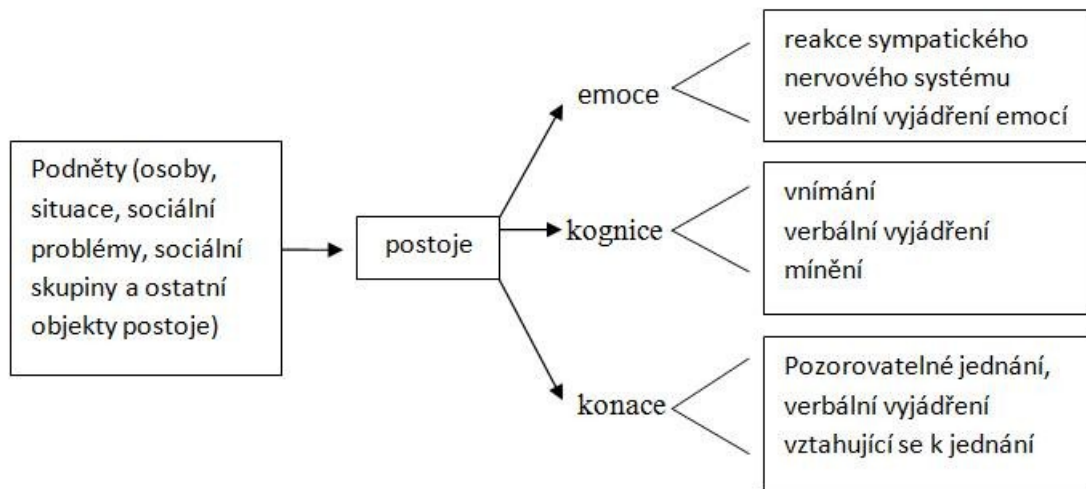 Podněty (osoby,
situace, sociální
problémy, sociální
skupiny a ostatní
objekty postoje)
postoje
emoce
reakce sympatického
nervového systému
verbální vyjádření emocí
kognice
vnímání
verbální vyjádření
mínění
konace
Pozorovatelné jednání,
verbální vyjádření
vztahující se k jednání